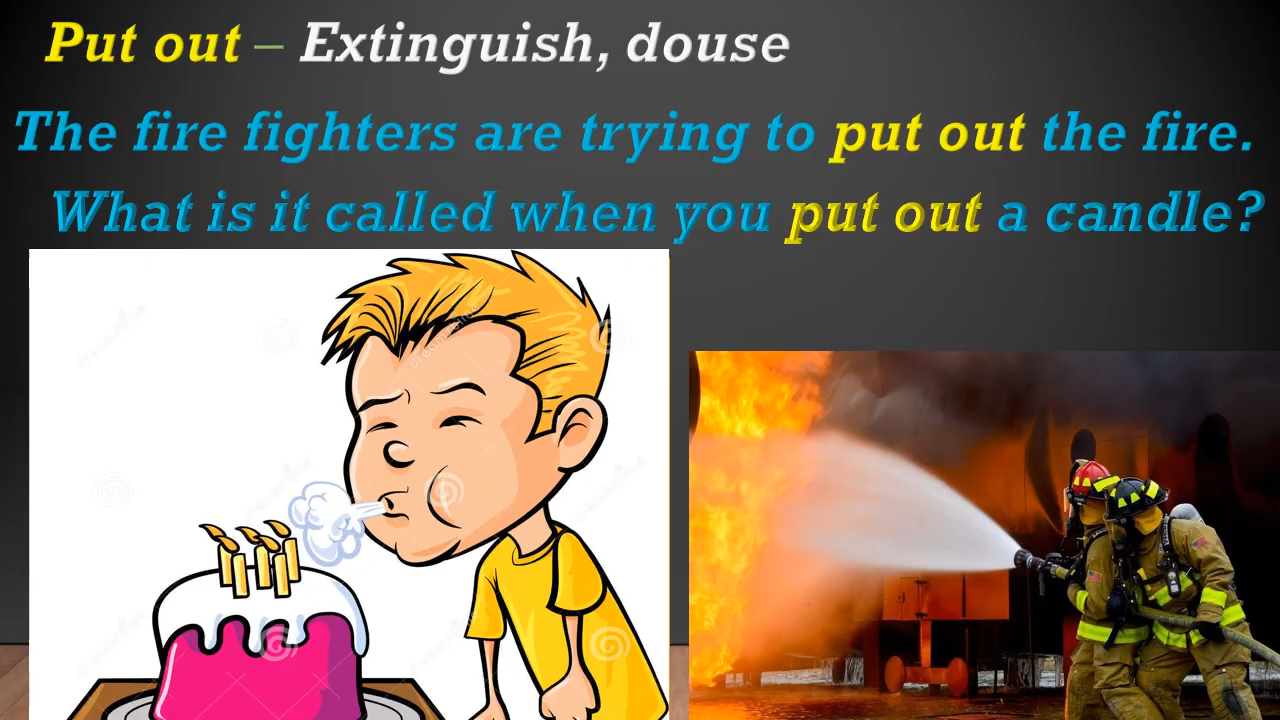 Put out – Extinguish, douse
The fire fighters are trying to put out the fire.
What is it called when you put out a candle?